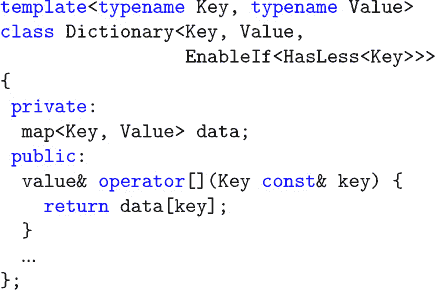 template<typename Key, typename Value>
class Dictionary<Key, Value,
EnableIf<HasLess<Key>>>
{
private:
map<Key, Value> data;
public:
value& operator[](Key const& key) {
return data[key];
}
...
};